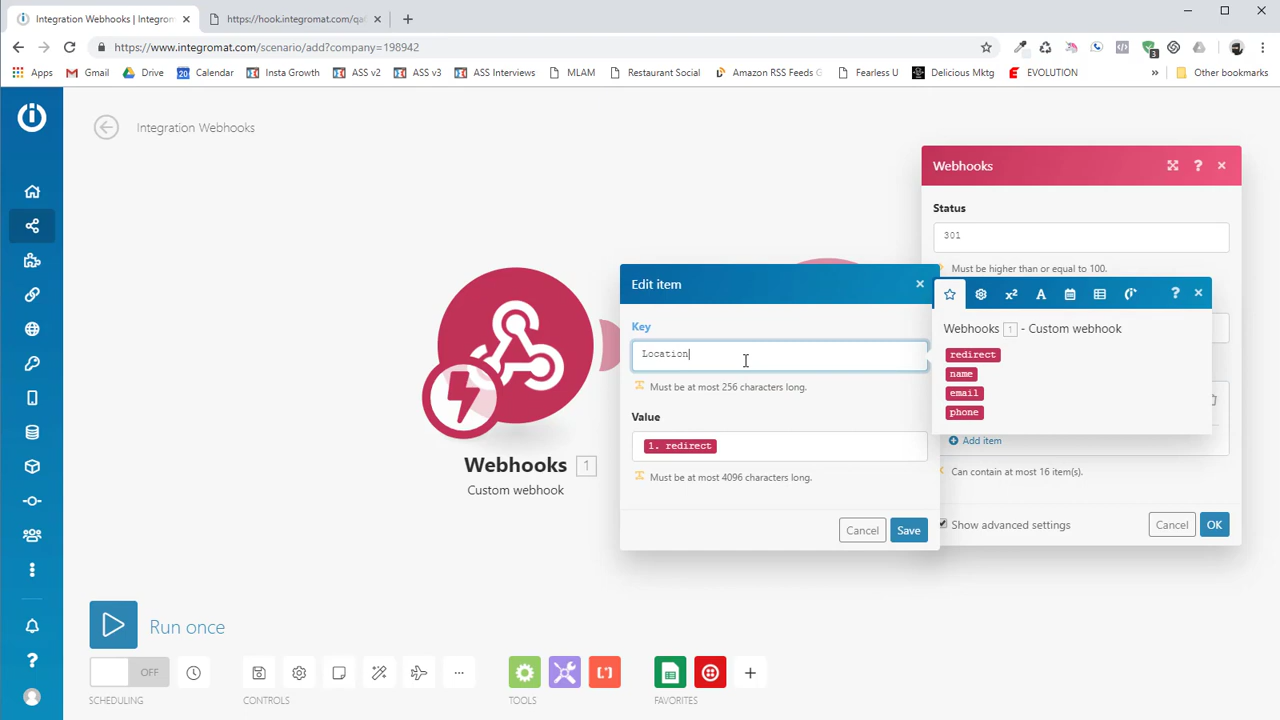 Integration Webhooks | Integrom
https://hook.integromat.com/qal
https://www.integromat.com/scenario/add?company=198942
3
Apps
Gmail
Drive
20
Calendar
Insta Growth
ASS v2
ASS v3
ASS Interviews
MLAM
Restaurant Social
Amazon RSS Feeds G
Fearless U
Delicious Mktg
EVOLUTION
»
Other bookmarks
Integration Webhooks
Webhooks
Status
301
Must be higher than or equal to 100.
Edit item
Key
Location
Must be at most 256 characters long.
Value
1. redirect
Must be at most 4096 characters long.
Cancel
Save
Webhooks 1 - Custom webhook
redirect
name
email
phone
Add item
Can contain at most 16 item(s).
Show advanced settings
Cancel
OK
Webhooks 1
Custom webhook
Run once
OFF
SCHEDULING
CONTROLS
TOOLS
FAVORITES